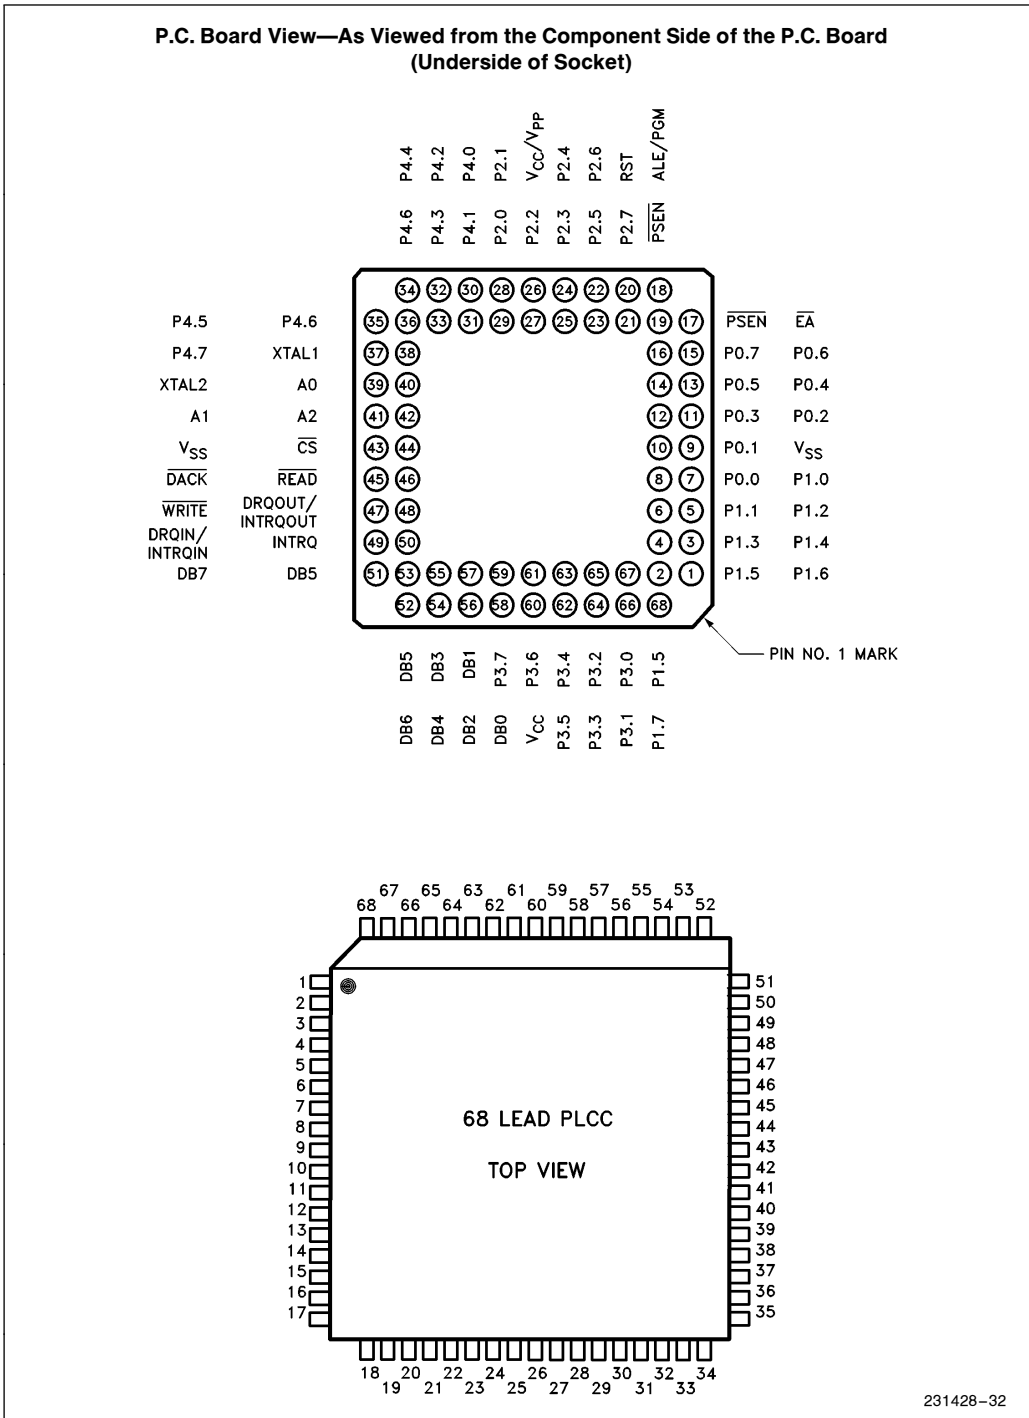 P.C. Board View—As Viewed from the Component Side of the P.C. Board
(Underside of Socket)
P4.4 P4.2 P4.0 P2.1 VCC/VPP P2.4 P2.6 RST ALE/PGM
P4.6 P4.3 P4.1 P2.0 P2.2 P2.3 P2.5 P2.7 PSEN
34 32 30 28 26 24 22 20 18
P4.5 P4.6 35 36 33 31 29 27 25 23 21 19 17 PSEN EA
P4.7 XTAL1 37 38 16 15 P0.7 P0.6
XTAL2 A0 39 40 14 13 P0.5 P0.4
A1 A2 41 42 12 11 P0.3 P0.2
VSS CS 43 44 10 9 P0.1 VSS
DACK READ 45 46 8 7 P0.0 P1.0
WRITE DRQOUT/
INTRQOUT 47 48 6 5 P1.1 P1.2
DRQIN/
INTRQIN INTRQ 49 50 4 3 P1.3 P1.4
DB7 DB5 51 53 55 57 59 61 63 65 67 2 1 P1.5 P1.6
52 54 56 58 60 62 64 66 68
PIN NO. 1 MARK
DB5 DB3 DB1 P3.7 P3.6 P3.4 P3.2 P3.0 P1.5
DB6 DB4 DB2 DB0 VCC P3.5 P3.3 P3.1 P1.7
67 65 63 61 59 57 55 53
68 66 64 62 60 58 56 54 52
1 51
2 50
3 49
4 48
5 47
6 46
7 45
8 44
9 43
10 42
11 41
12 40
13 39
14 38
15 37
16 36
17 35
68 LEAD PLCC
TOP VIEW
18 20 22 24 26 28 30 32 34
19 21 23 25 27 29 31 33
231428-32